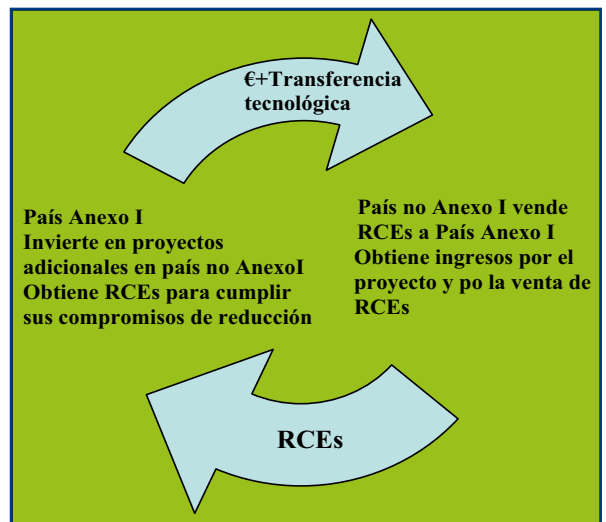 €+Transferencia
tecnológica
País Anexo I
Invierte en proyectos
adicionales en país no AnexoI
Obtiene RCEs para cumplir
sus compromisos de reducción
País no Anexo I vende
RCEs a País Anexo I
Obtiene ingresos por el
proyecto y po la venta de
RCEs
RCEs